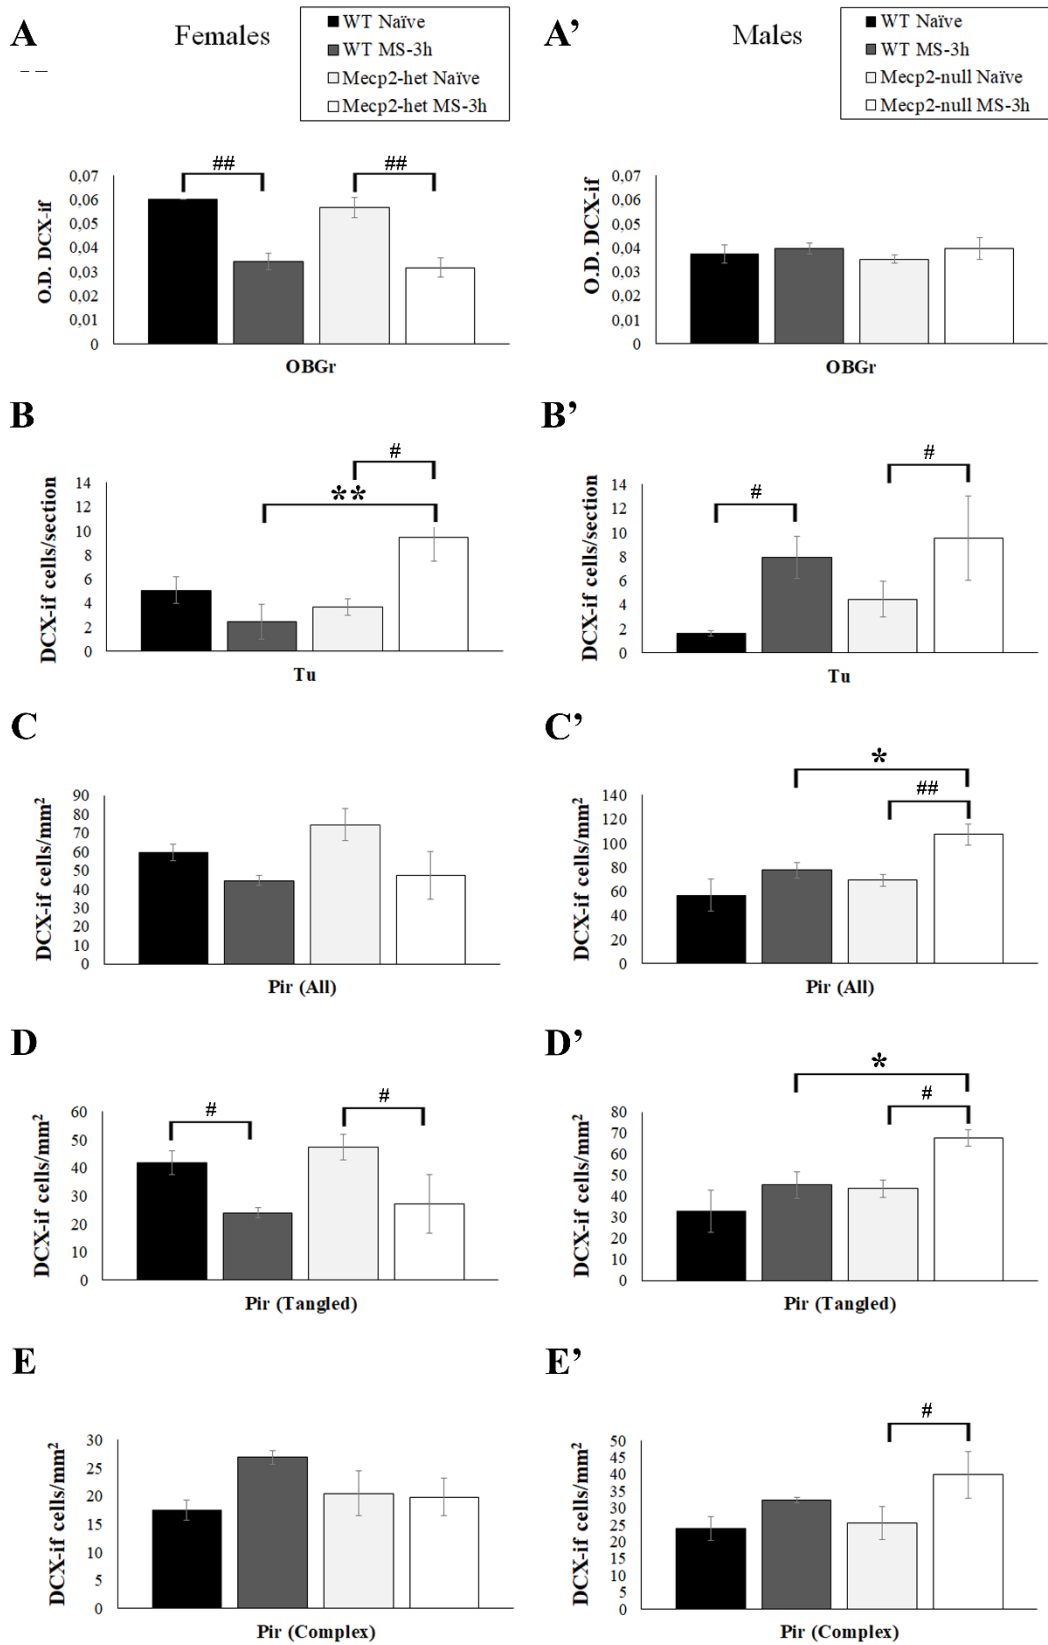 A
Females
WT Naïve
WT MS-3h
Mecp2-het Naïve
Mecp2-het MS-3h
A’
Males
WT Naïve
WT MS-3h
Mecp2-null Naïve
Mecp2-null MS-3h
O.D. DCX-if
0,07
0,06
0,05
0,04
0,03
0,02
0,01
0
##
##
OBGr
O.D. DCX-if
0,07
0,06
0,05
0,04
0,03
0,02
0,01
0
OBGr
B
DCX-if cells/section
14
12
10
8
6
4
2
0
#
**
Tu
B’
DCX-if cells/section
14
12
10
8
6
4
2
0
#
#
Tu
C
DCX-if cells/mm²
90
80
70
60
50
40
30
20
10
0
Pir (All)
C’
DCX-if cells/mm²
140
120
100
80
60
40
20
0
*
##
Pir (All)
D
DCX-if cells/mm²
60
50
40
30
20
10
0
#
#
Pir (Tangled)
D’
DCX-if cells/mm²
80
70
60
50
40
30
20
10
0
*
#
Pir (Tangled)
E
DCX-if cells/mm²
30
25
20
15
10
5
0
Pir (Complex)
E’
DCX-if cells/mm²
50
45
40
35
30
25
20
15
10
5
0
#
Pir (Complex)